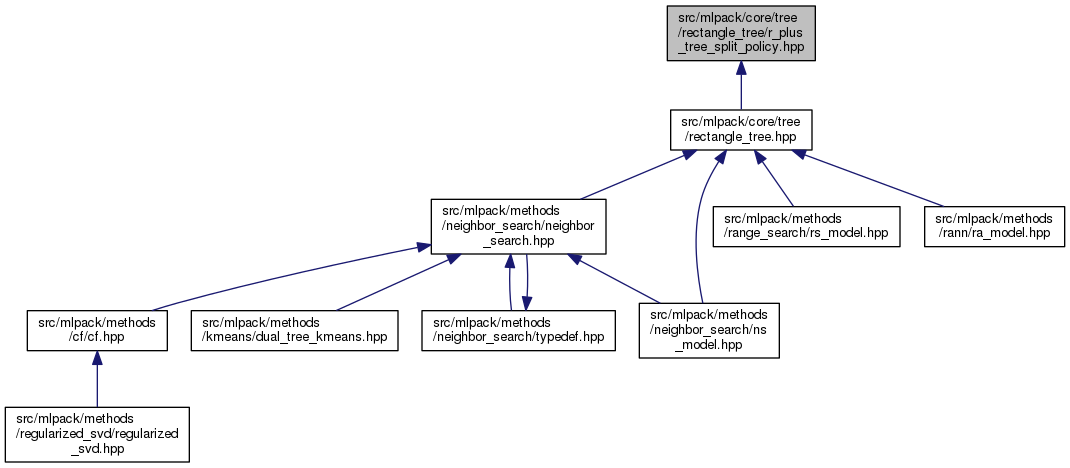 src/mlpack/core/tree
/rectangle_tree/r_plus
_tree_split_policy.hpp
src/mlpack/core/tree
/rectangle_tree.hpp
src/mlpack/methods
/neighbor_search/neighbor
_search.hpp
src/mlpack/methods
/range_search/rs_model.hpp
src/mlpack/methods
/rann/ra_model.hpp
src/mlpack/methods
/cf/cf.hpp
src/mlpack/methods
/kmeans/dual_tree_kmeans.hpp
src/mlpack/methods
/neighbor_search/typedef.hpp
src/mlpack/methods
/neighbor_search/ns
_model.hpp
src/mlpack/methods
/regularized_svd/regularized
_svd.hpp